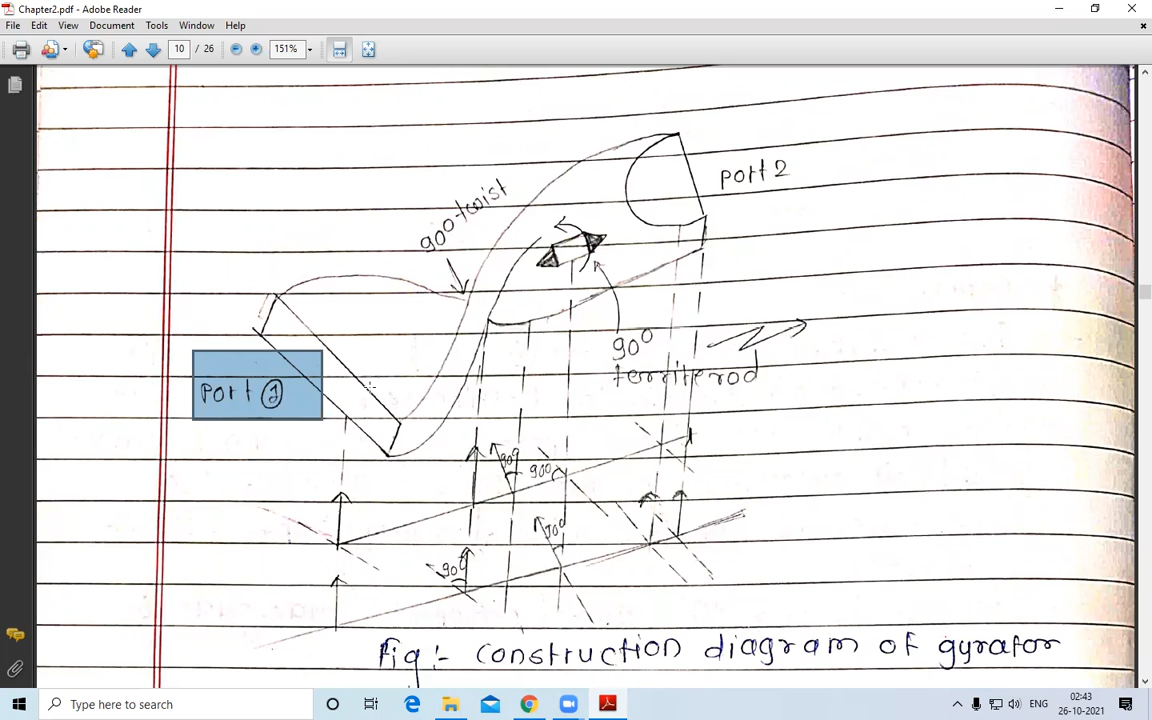 Chapter2.pdf - Adobe Reader
File Edit View Document Tools Window Help
10 / 26 151%
port 2
90° twist
90°
territe rod
Port 1
90°
90°
90°
90°
Fig :- construction diagram of gyrator
Type here to search
ENG
02:43
26-10-2021